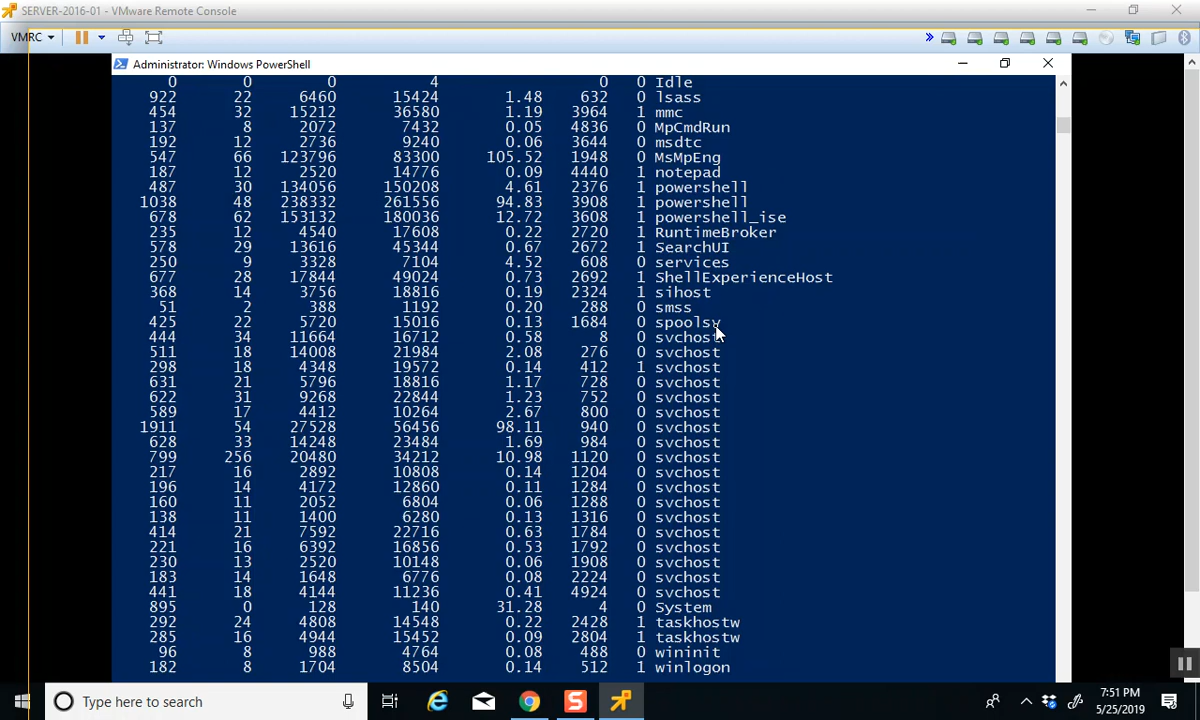 SERVER-2016-01 - VMware Remote Console
VMRC
Administrator: Windows PowerShell
0 0 0 4 0 0 Idle
922 22 6460 15424 1.48 632 0 lsass
454 32 15212 36580 1.19 3964 1 mmc
137 8 2072 7432 0.05 4836 0 MpCmdRun
192 12 2736 9240 0.06 3644 0 msdtc
547 66 123796 83300 105.52 1948 0 MsMpEng
187 12 2520 14776 0.09 4440 1 notepad
487 30 134056 150208 4.61 2376 1 powershell
1038 48 238332 261556 94.83 3908 1 powershell
678 62 153132 180036 12.72 3608 1 powershell_ise
235 12 4540 17608 0.22 2720 1 RuntimeBroker
578 29 13616 45344 0.67 2672 1 SearchUI
250 9 3328 7104 4.52 608 0 services
677 28 17844 49024 0.73 2692 1 ShellExperienceHost
368 14 3756 18816 0.19 2324 1 sihost
51 2 388 1192 0.20 288 0 smss
425 22 5720 15016 0.13 1684 0 spoolsv
444 34 11664 16712 0.58 8 0 svchost
511 18 14008 21984 2.08 276 0 svchost
298 18 4348 19572 0.14 412 1 svchost
631 21 5796 18816 1.17 728 0 svchost
622 31 9268 22844 1.23 752 0 svchost
589 17 4412 10264 2.67 800 0 svchost
1911 54 27528 56456 98.11 940 0 svchost
628 33 14248 23484 1.69 984 0 svchost
799 256 20480 34212 10.98 1120 0 svchost
217 16 2892 10808 0.14 1204 0 svchost
196 14 4172 12860 0.11 1284 0 svchost
160 11 2052 6804 0.06 1288 0 svchost
138 11 1400 6280 0.13 1316 0 svchost
414 21 7592 22716 0.63 1784 0 svchost
221 16 6392 16856 0.53 1792 0 svchost
230 13 2520 10148 0.06 1908 0 svchost
183 14 1648 6776 0.08 2224 0 svchost
441 18 4144 11236 0.41 4924 0 svchost
895 0 128 140 31.28 4 0 System
292 24 4808 14548 0.22 2428 1 taskhostw
285 16 4944 15452 0.09 2804 1 taskhostw
96 8 988 4764 0.08 488 0 wininit
182 8 1704 8504 0.14 512 1 winlogon
Type here to search
7:51 PM
5/25/2019